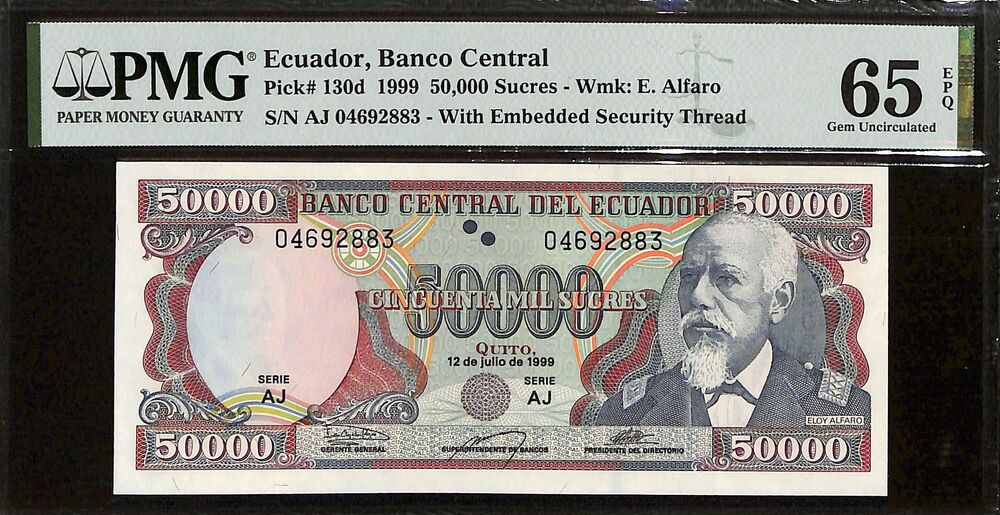 PMG®
PAPER MONEY GUARANTY
Ecuador, Banco Central
Pick# 130d 1999 50,000 Sucres - Wmk: E. Alfaro
S/N AJ 04692883 - With Embedded Security Thread
65 EPQ
Gem Uncirculated
50000 BANCO CENTRAL DEL ECUADOR 50000
04692883 04692883
50000
CINCUENTA MIL SUCRES
QUITO,
12 de julio de 1999
SERIE AJ
SERIE AJ
ELOY ALFARO
50000 50000
GERENTE GENERAL SUPERINTENDENTE DE BANCOS PRESIDENTE DEL DIRECTORIO